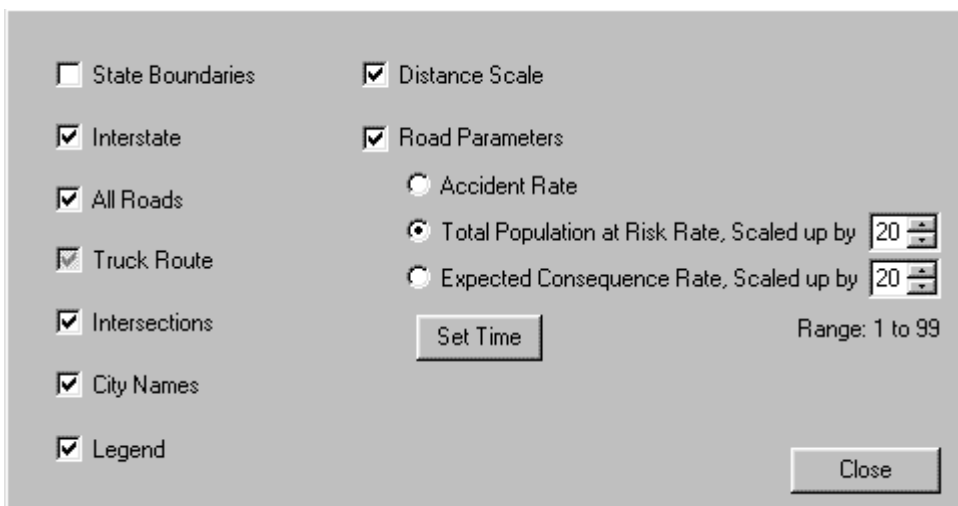 State Boundaries
Interstate
All Roads
Truck Route
Intersections
City Names
Legend
Distance Scale
Road Parameters
Accident Rate
Total Population at Risk Rate, Scaled up by 20
Expected Consequence Rate, Scaled up by 20
Set Time
Range: 1 to 99
Close